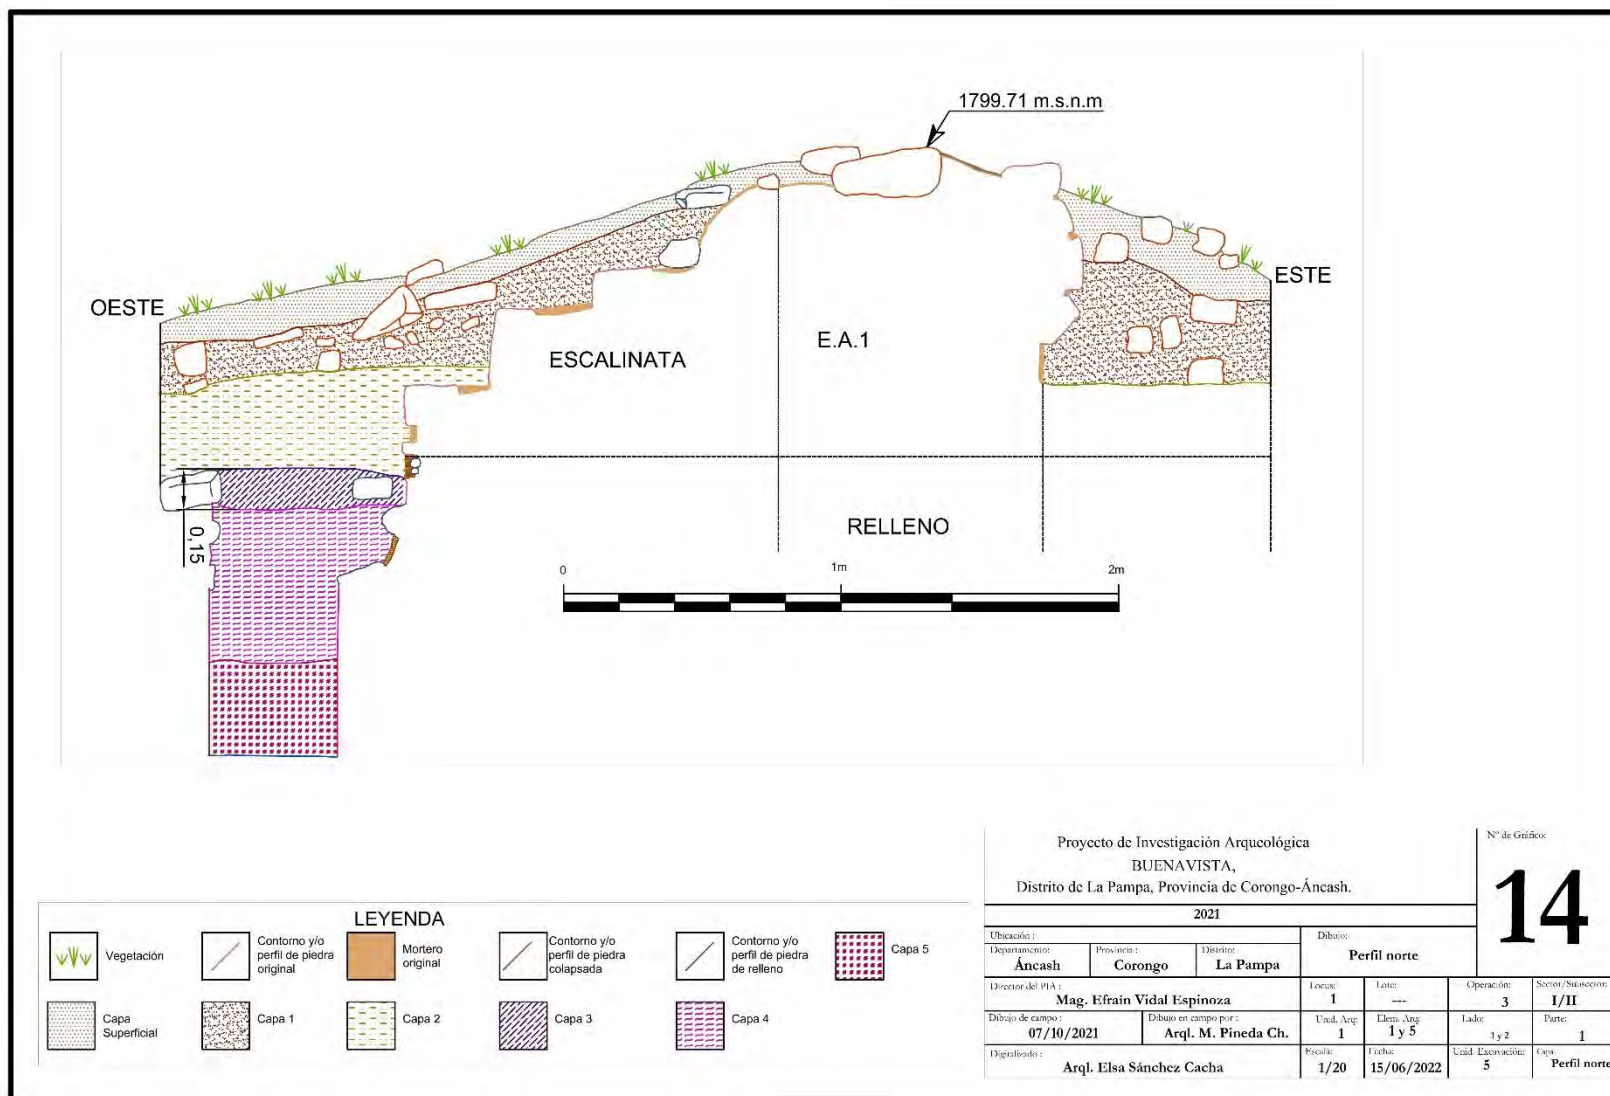 1799.71 m.s.n.m
OESTE
ESTE
ESCALINATA
E.A.1
RELLENO
0,15
0
1m
2m
LEYENDA
Vegetación
Contorno y/o
perfil de piedra
original
Mortero
original
Contorno y/o
perfil de piedra
colapsada
Contorno y/o
perfil de piedra
de relleno
Capa 5
Capa
Superficial
Capa 1
Capa 2
Capa 3
Capa 4
Proyecto de Investigación Arqueológica
BUENAVISTA,
Distrito de La Pampa, Provincia de Corongo-Áncash.
2021
N° de Gráfico:
14
Ubicación :
Departamento:
Áncash
Provincia :
Corongo
Distrito:
La Pampa
Dibujo:
Perfil norte
Director del PIA :
Mag. Efraín Vidal Espinoza
Locus:
1
Lote:
---
Operación:
3
Sector/Subsector:
I/II
Dibujo de campo :
07/10/2021
Dibujo en campo por :
Arql. M. Pineda Ch.
Unid. Arq:
1
Elem. Arq:
1 y 5
Lado:
1 y 2
Parte:
1
Digitalizado :
Arql. Elsa Sánchez Cacha
Escala:
1/20
Fecha:
15/06/2022
Unid. Excavación:
5
Capa:
Perfil norte